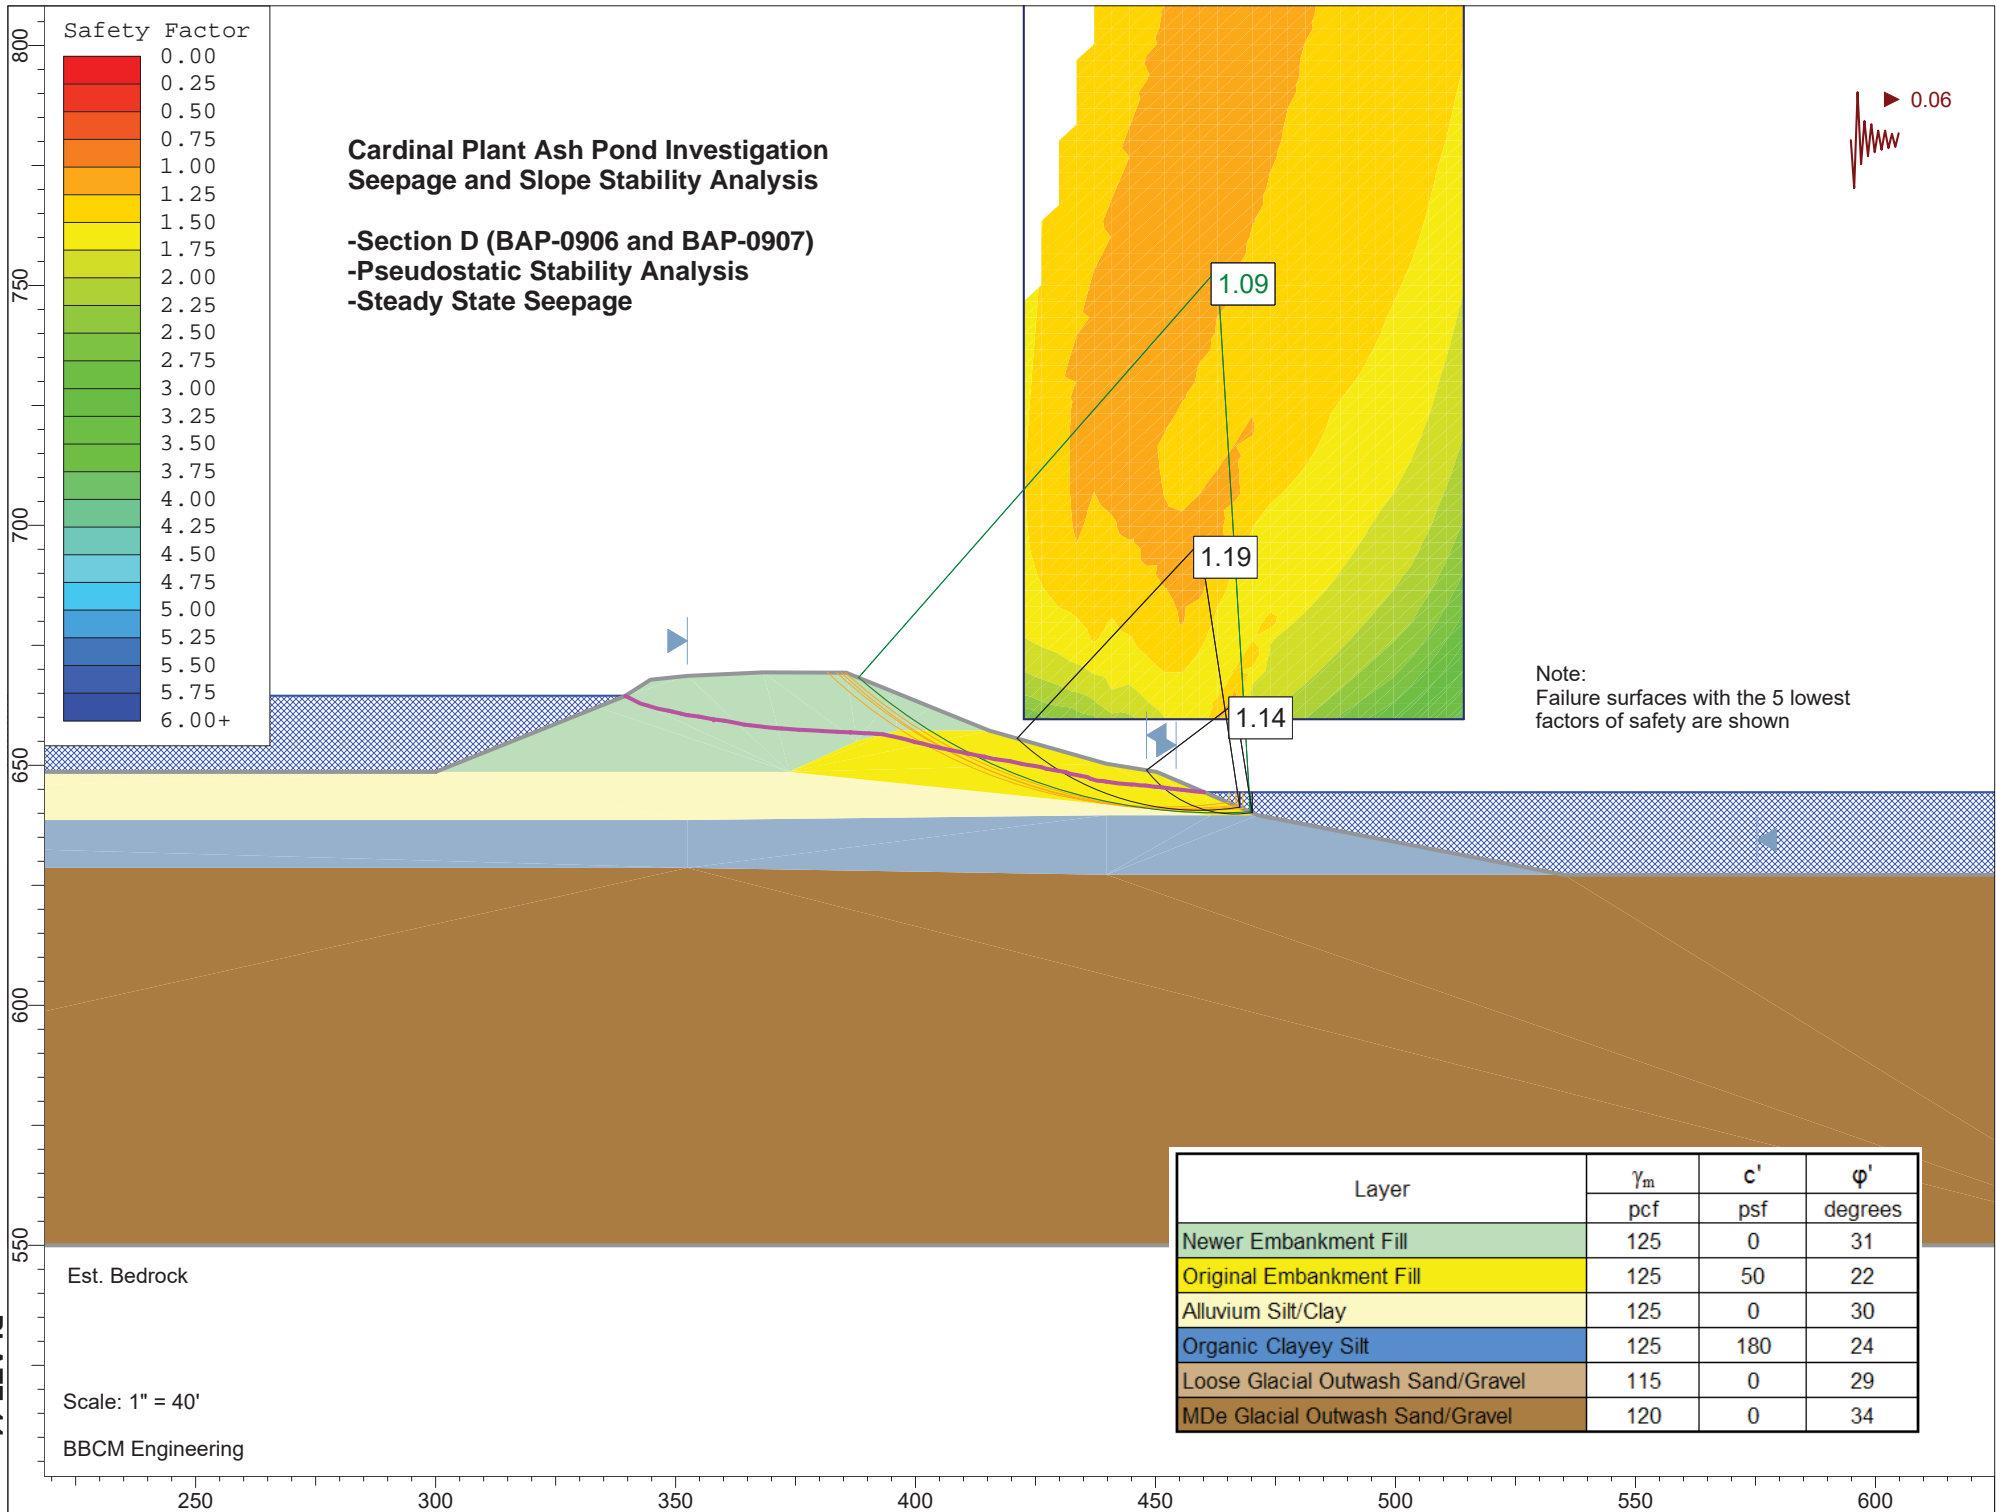 Safety Factor
0.00
0.25
0.50
0.75
1.00
1.25
1.50
1.75
2.00
2.25
2.50
2.75
3.00
3.25
3.50
3.75
4.00
4.25
4.50
4.75
5.00
5.25
5.50
5.75
6.00+
Cardinal Plant Ash Pond Investigation
Seepage and Slope Stability Analysis
-Section D (BAP-0906 and BAP-0907)
-Pseudostatic Stability Analysis
-Steady State Seepage
0.06
1.09
1.19
1.14
Note:
Failure surfaces with the 5 lowest
factors of safety are shown
800
750
700
650
600
550
Layer γm c' φ'
pcf psf degrees
Newer Embankment Fill 125 0 31
Original Embankment Fill 125 50 22
Alluvium Silt/Clay 125 0 30
Organic Clayey Silt 125 180 24
Loose Glacial Outwash Sand/Gravel 115 0 29
MDe Glacial Outwash Sand/Gravel 120 0 34
Est. Bedrock
Scale: 1" = 40'
BBCM Engineering
250 300 350 400 450 500 550 600